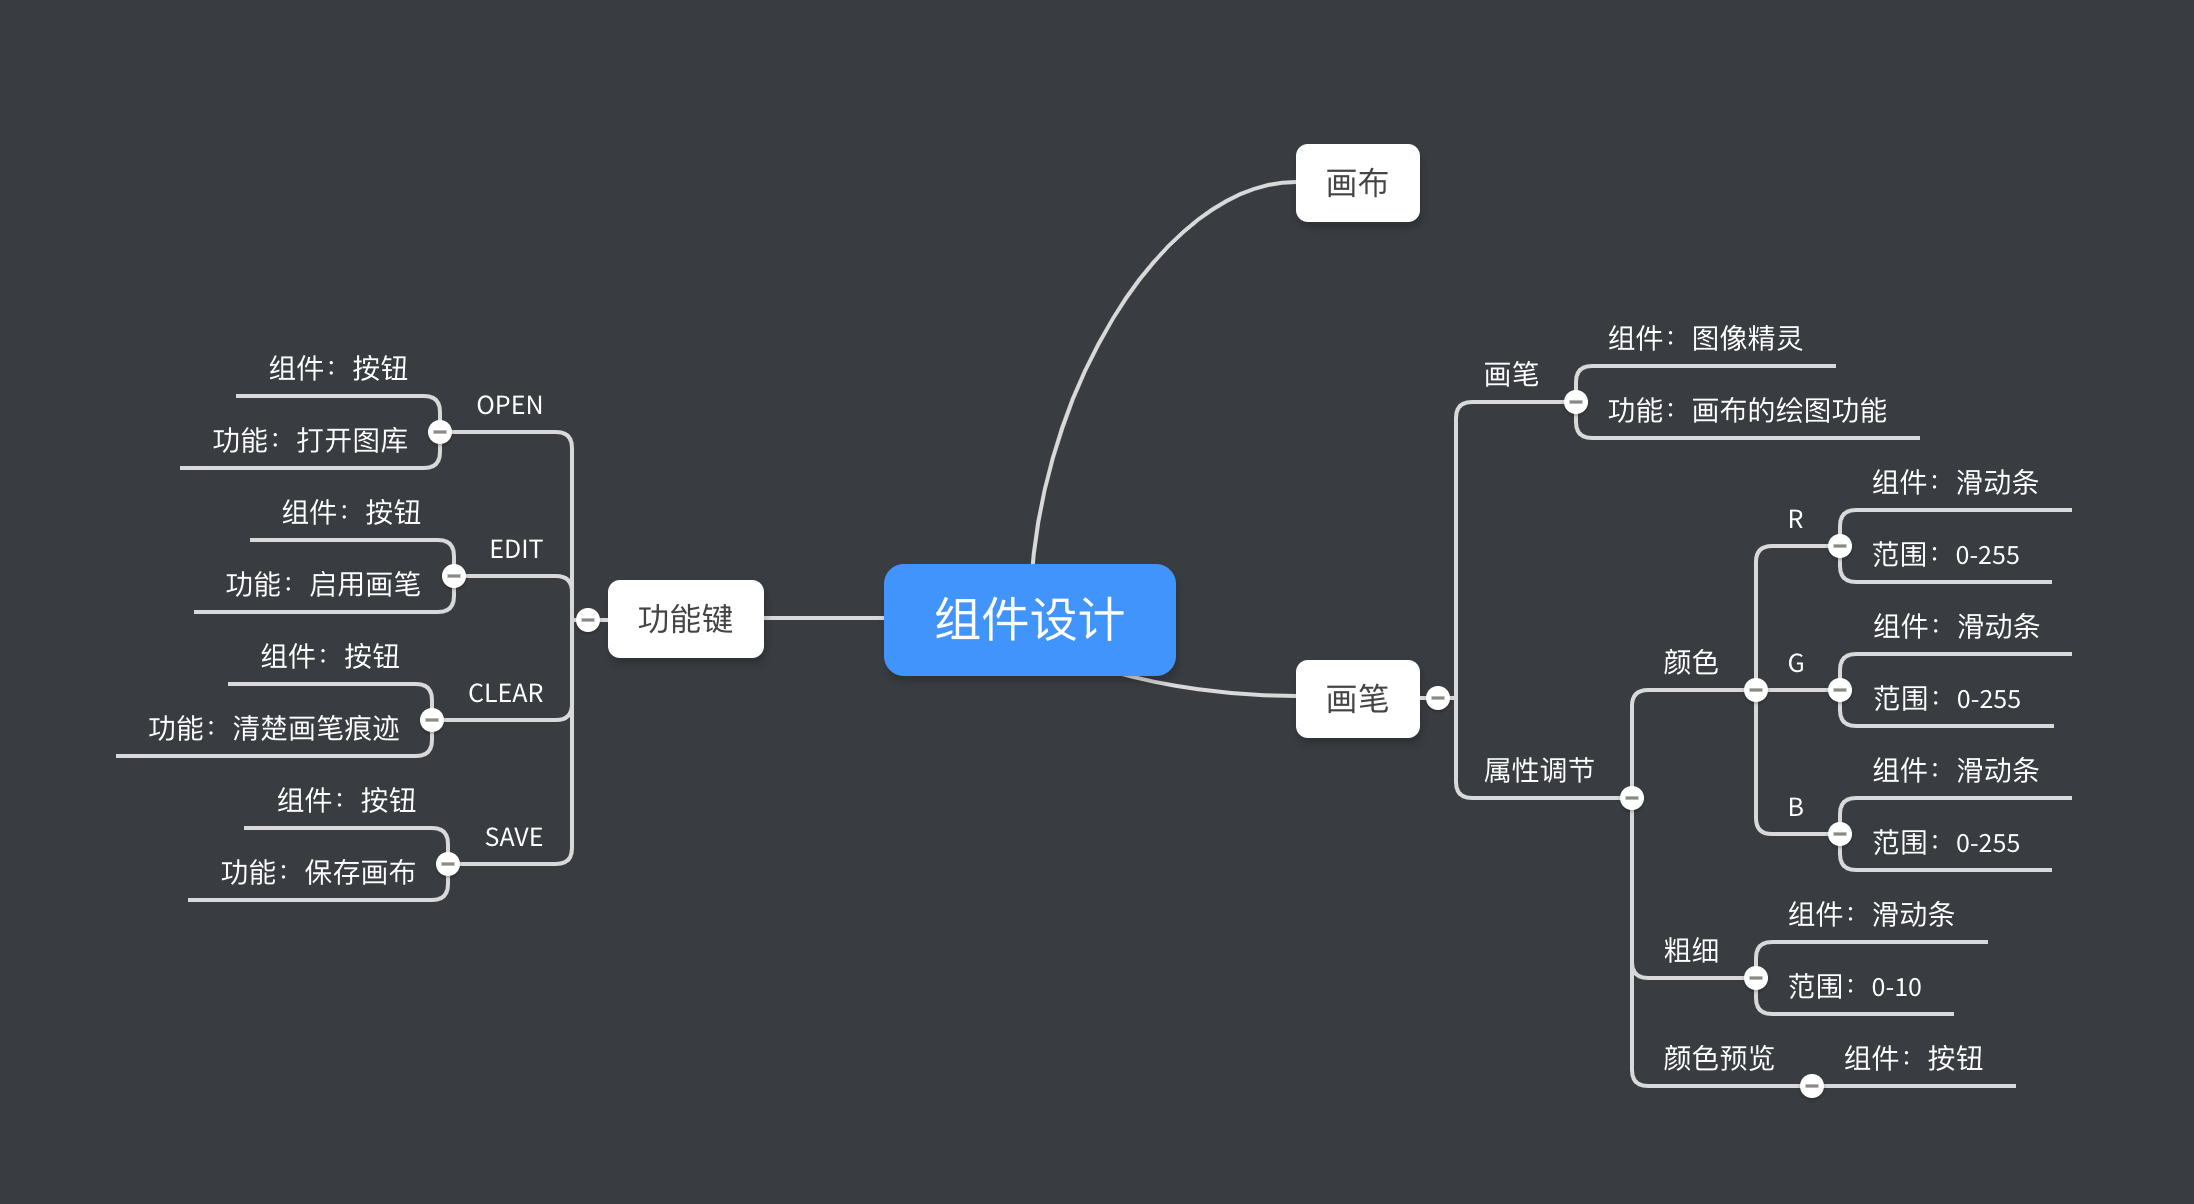 组件设计
画布
画笔
画笔
组件：图像精灵
功能：画布的绘图功能
属性调节
颜色
R
组件：滑动条
范围：0-255
G
组件：滑动条
范围：0-255
B
组件：滑动条
范围：0-255
粗细
组件：滑动条
范围：0-10
颜色预览
组件：按钮
功能键
OPEN
组件：按钮
功能：打开图库
EDIT
组件：按钮
功能：启用画笔
CLEAR
组件：按钮
功能：清楚画笔痕迹
SAVE
组件：按钮
功能：保存画布